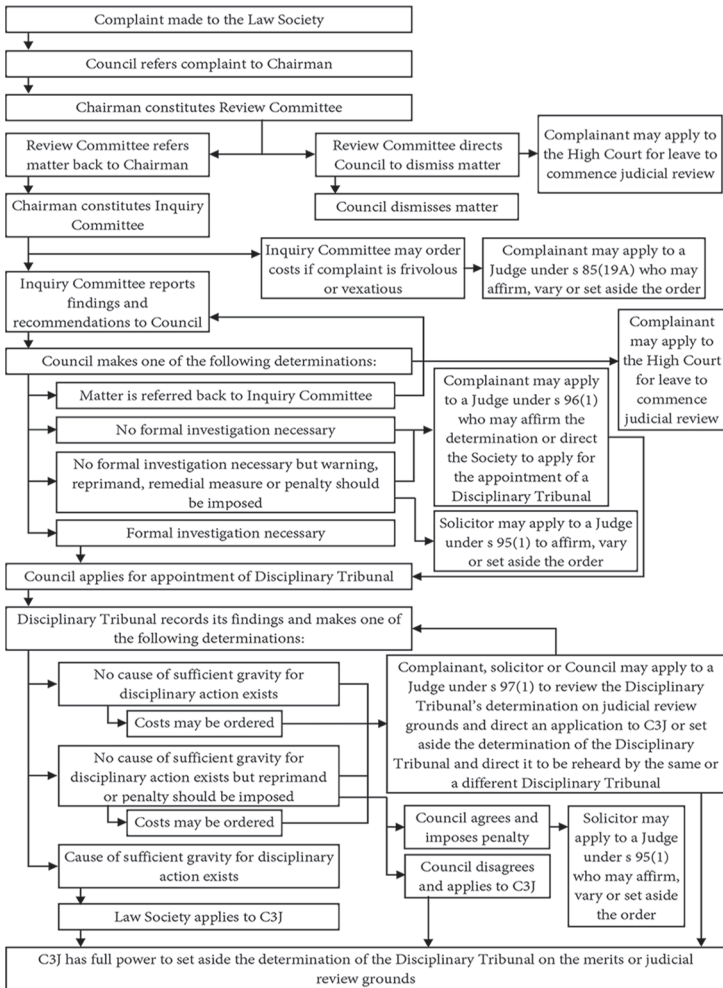 Complaint made to the Law Society
Council refers complaint to Chairman
Chairman constitutes Review Committee
Review Committee refers
matter back to Chairman
Review Committee directs
Council to dismiss matter
Complainant may apply to
the High Court for leave to
commence judicial review
Council dismisses matter
Chairman constitutes Inquiry
Committee
Inquiry Committee may order
costs if complaint is frivolous
or vexatious
Complainant may apply to a
Judge under s 85(19A) who may
affirm, vary or set aside the order
Inquiry Committee reports
findings and
recommendations to Council
Complainant
may apply to
the High Court
for leave to
commence
judicial review
Council makes one of the following determinations:
Matter is referred back to Inquiry Committee
No formal investigation necessary
No formal investigation necessary but warning,
reprimand, remedial measure or penalty should
be imposed
Complainant may apply
to a Judge under s 96(1)
who may affirm the
determination or direct
the Society to apply for
the appointment of a
Disciplinary Tribunal
Solicitor may apply to a Judge
under s 95(1) to affirm, vary
or set aside the order
Formal investigation necessary
Council applies for appointment of Disciplinary Tribunal
Disciplinary Tribunal records its findings and makes one of
the following determinations:
No cause of sufficient gravity for
disciplinary action exists
Costs may be ordered
Complainant, solicitor or Council may apply to a
Judge under s 97(1) to review the Disciplinary
Tribunal’s determination on judicial review
grounds and direct an application to C3J or set
aside the determination of the Disciplinary
Tribunal and direct it to be reheard by the same or
a different Disciplinary Tribunal
No cause of sufficient gravity for
disciplinary action exists but reprimand
or penalty should be imposed
Costs may be ordered
Council agrees and
imposes penalty
Solicitor may
apply to a Judge
under s 95(1)
who may affirm,
vary or set aside
the order
Council disagrees
and applies to C3J
Cause of sufficient gravity for disciplinary
action exists
Law Society applies to C3J
C3J has full power to set aside the determination of the Disciplinary Tribunal on the merits or judicial
review grounds